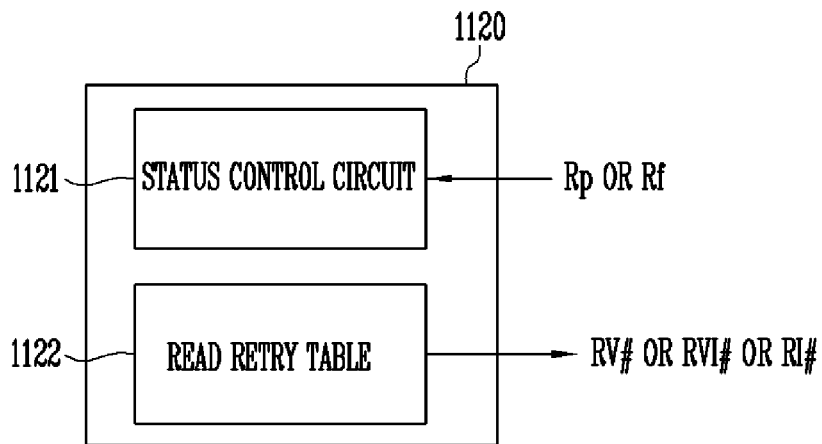 1120
1121
STATUS CONTROL CIRCUIT
Rp OR Rf
1122
READ RETRY TABLE
RV# OR RVI# OR RI#